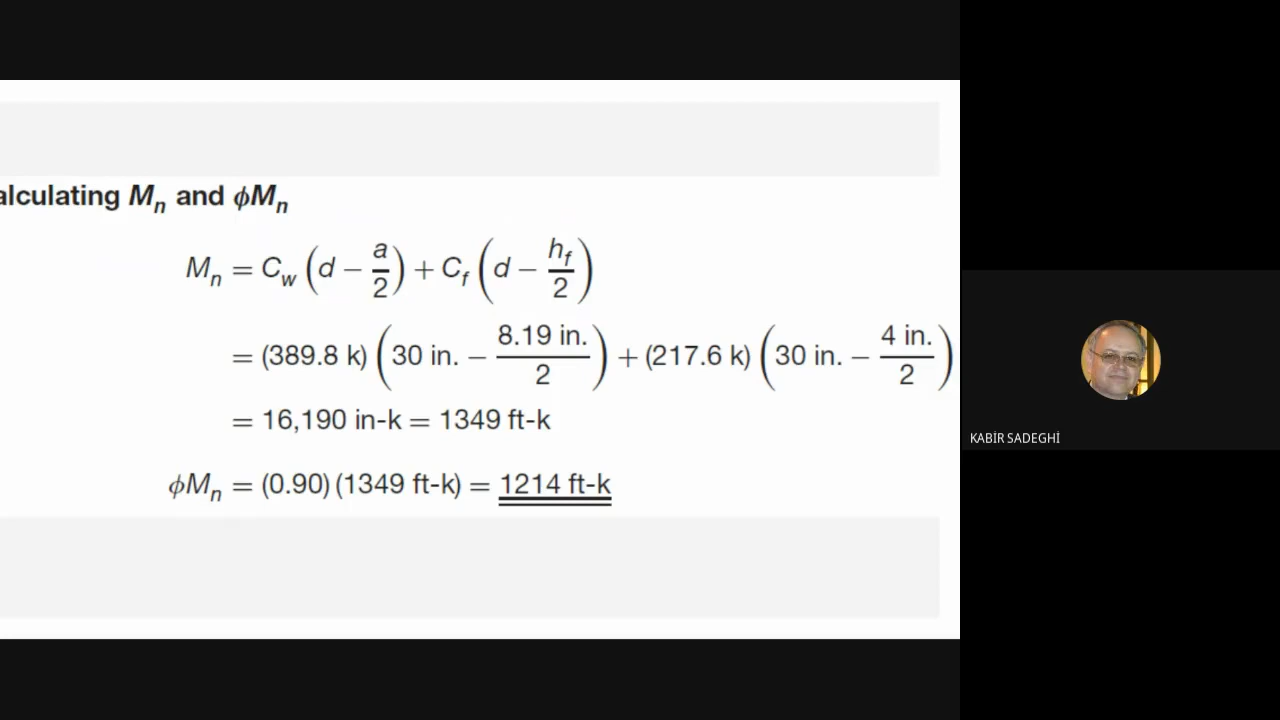 alculating Mn and ϕMn
Mn = Cw (d − a/2) + Cf (d − hf/2)
= (389.8 k) (30 in. − 8.19 in./2) + (217.6 k) (30 in. − 4 in./2)
= 16,190 in-k = 1349 ft-k
ϕMn = (0.90) (1349 ft-k) = 1214 ft-k
KABİR SADEGHİ